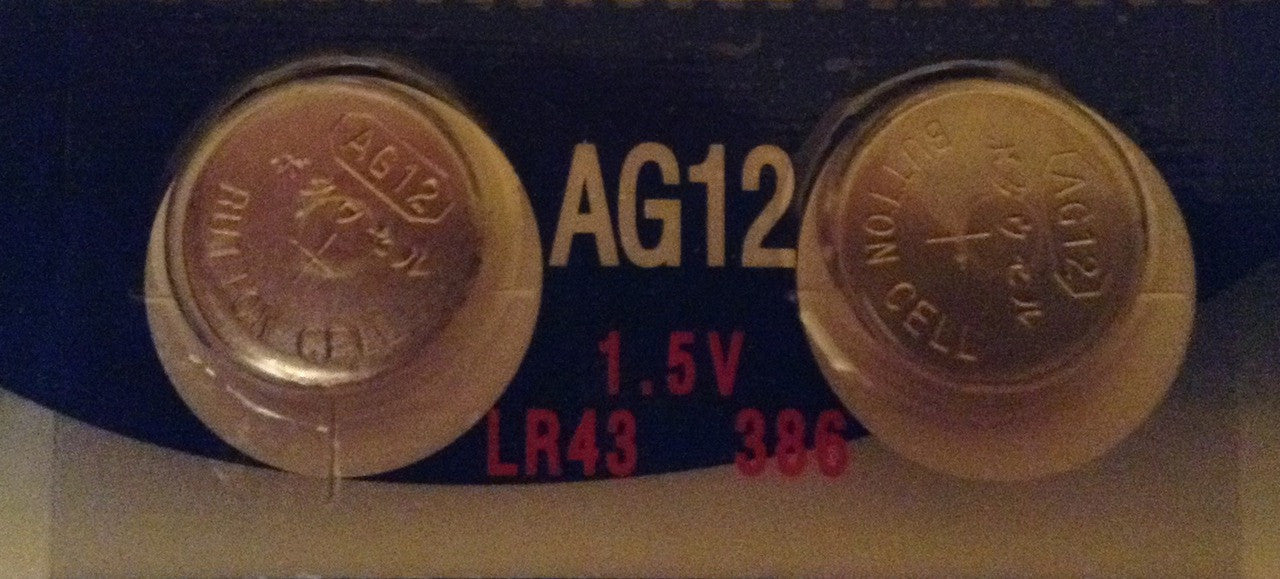 AG12
BUTTON CELL
AG12
1.5V
LR43 386
AG12
BUTTON CELL